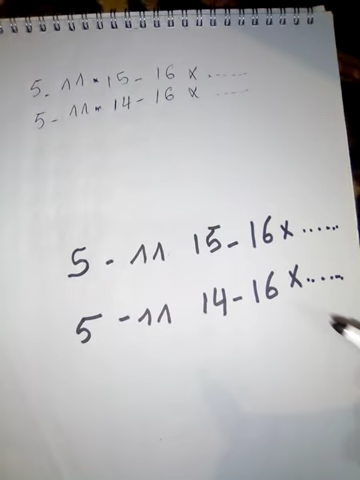 5 - 11 • 15 - 16 x ......
5 - 11 • 14 - 16 x ......
5 - 11 15 - 16 x ......
5 - 11 14 - 16 x ......